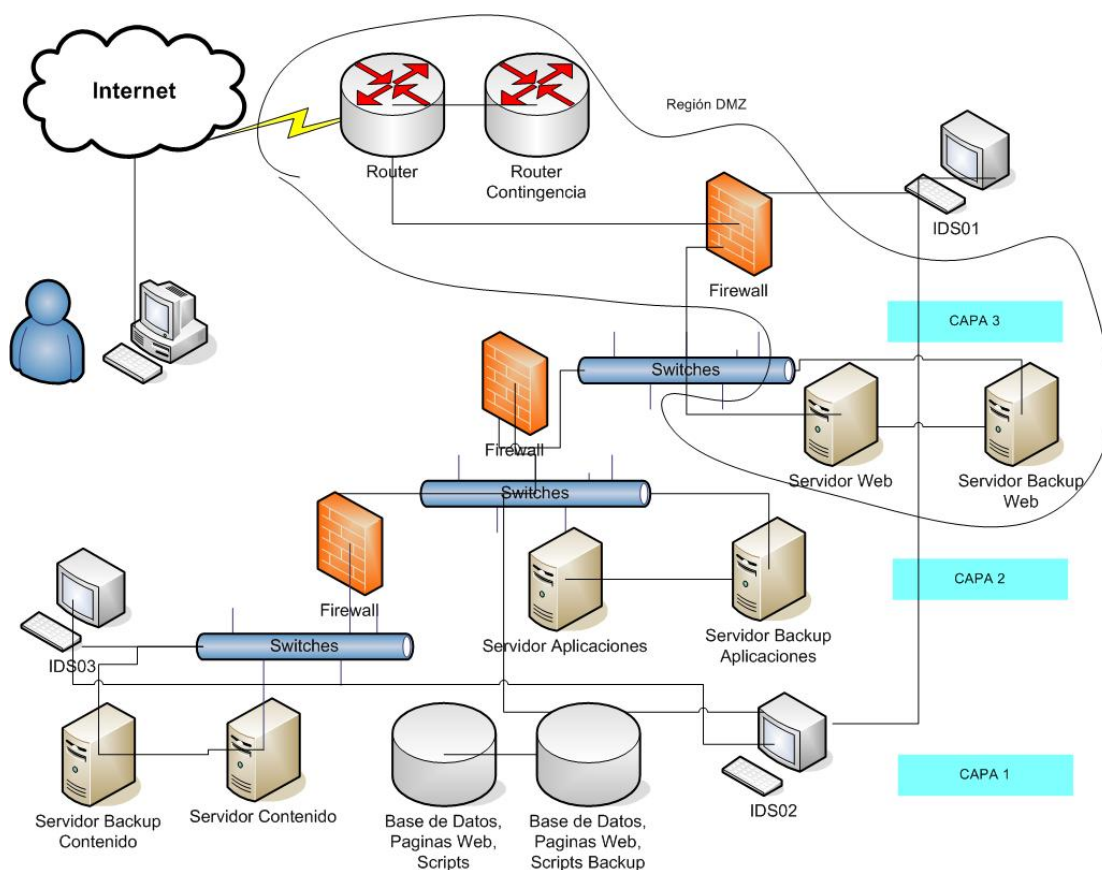 Internet
Router
Router
Contingencia
Región DMZ
IDS01
Firewall
CAPA 3
Switches
Firewall
Servidor Web
Servidor Backup
Web
Switches
Firewall
CAPA 2
Servidor Aplicaciones
Servidor Backup
Aplicaciones
IDS03
Switches
CAPA 1
IDS02
Servidor Backup
Contenido
Servidor Contenido
Base de Datos,
Paginas Web,
Scripts
Base de Datos,
Paginas Web,
Scripts Backup